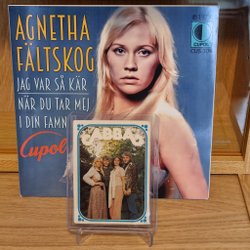 AGNETHA
FÄLTSKOG
CUPOL
JAG VAR SÅ KÄR
NÄR DU TAR MEJ
I DIN FAMN
Cupol
ABBA